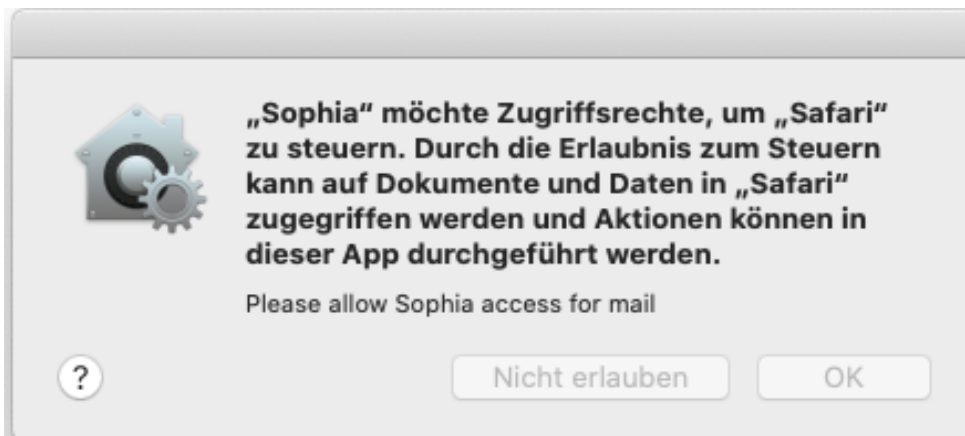 „Sophia“ möchte Zugriffsrechte, um „Safari“
zu steuern. Durch die Erlaubnis zum Steuern
kann auf Dokumente und Daten in „Safari“
zugegriffen werden und Aktionen können in
dieser App durchgeführt werden.
Please allow Sophia access for mail
?
Nicht erlauben
OK